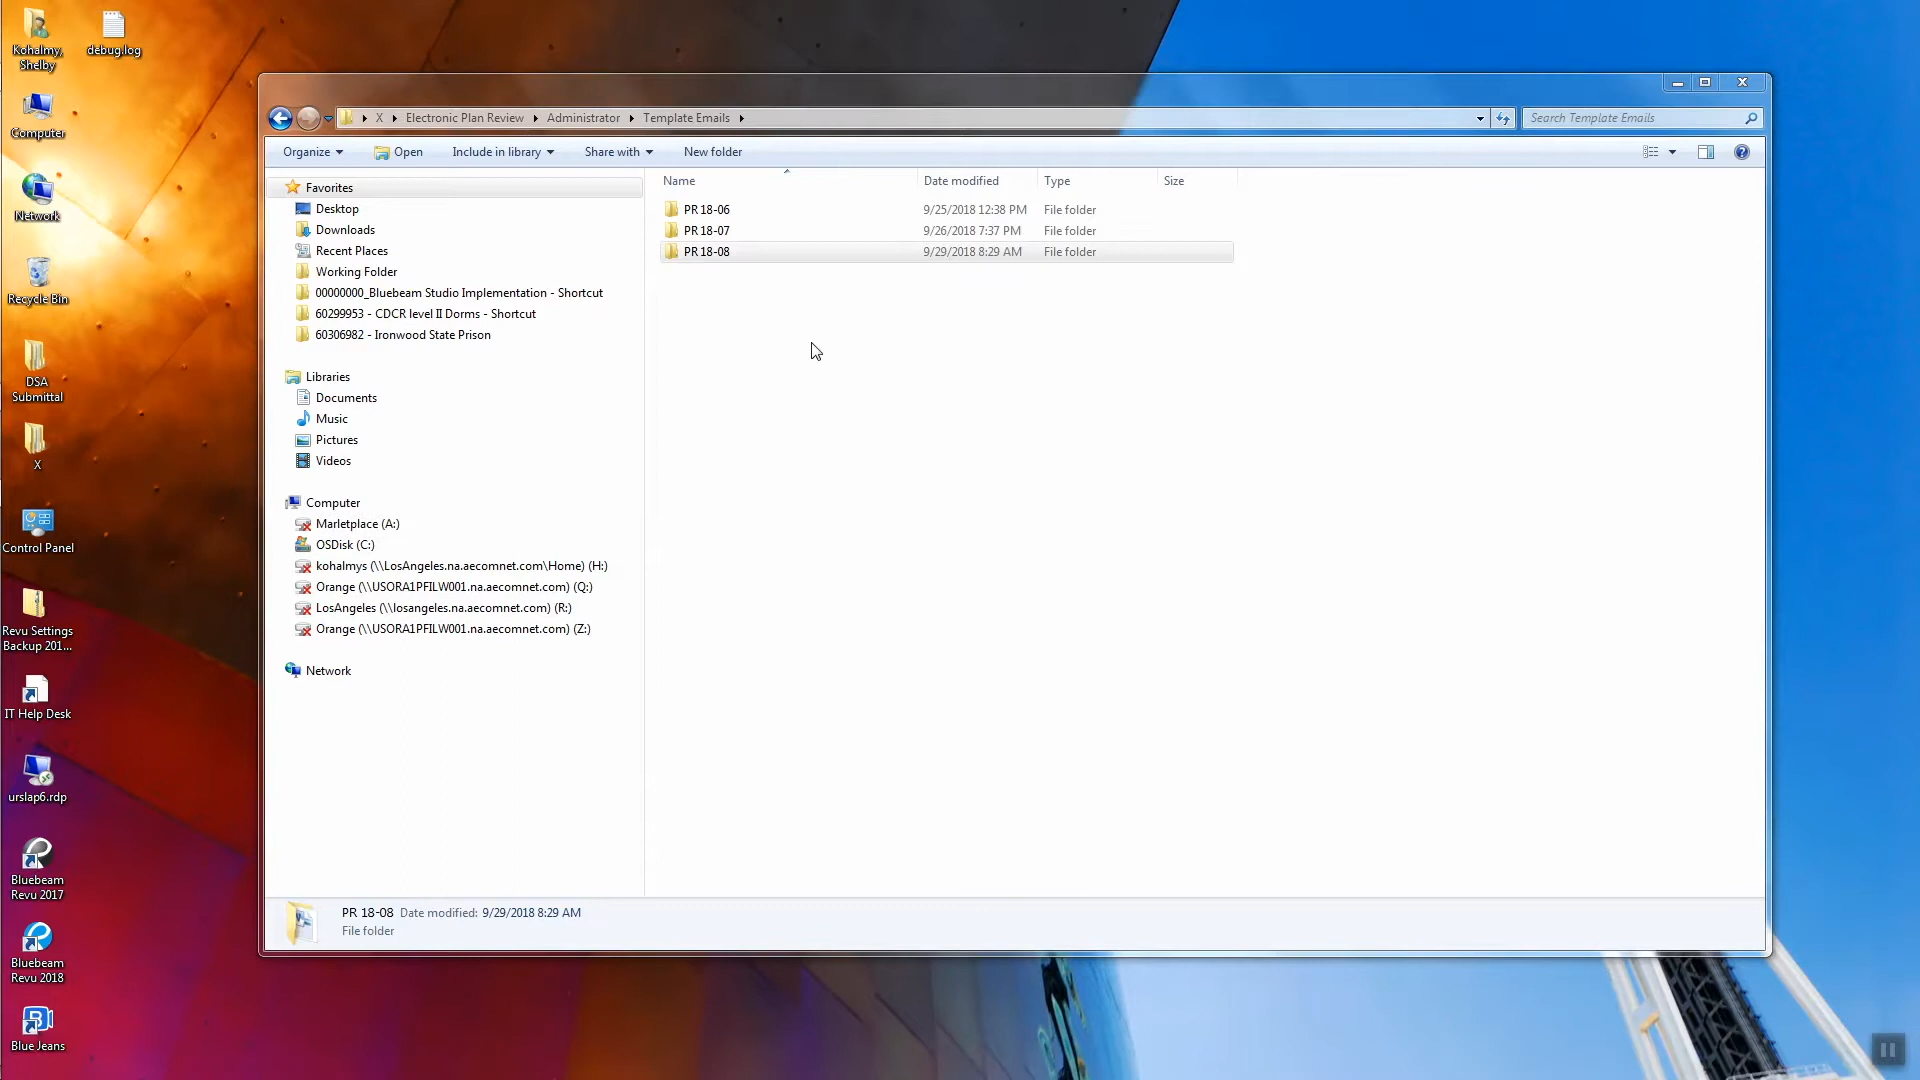 Kohalmy,
Shelby
debug.log
Computer
Network
Recycle Bin
DSA
Submittal
X
Control Panel
Revu Settings
Backup 201...
IT Help Desk
urslap6.rdp
Bluebeam
Revu 2017
Bluebeam
Revu 2018
Blue Jeans
X Electronic Plan Review Administrator Template Emails
Search Template Emails
Organize Open Include in library Share with New folder
Favorites
Desktop
Downloads
Recent Places
Working Folder
00000000_Bluebeam Studio Implementation - Shortcut
60299953 - CDCR level II Dorms - Shortcut
60306982 - Ironwood State Prison
Libraries
Documents
Music
Pictures
Videos
Computer
Marletplace (A:)
OSDisk (C:)
kohalmys (\\LosAngeles.na.aecomnet.com\Home) (H:)
Orange (\\USORA1PFILW001.na.aecomnet.com) (Q:)
LosAngeles (\\losangeles.na.aecomnet.com) (R:)
Orange (\\USORA1PFILW001.na.aecomnet.com) (Z:)
Network
Name Date modified Type Size
PR 18-06 9/25/2018 12:38 PM File folder
PR 18-07 9/26/2018 7:37 PM File folder
PR 18-08 9/29/2018 8:29 AM File folder
PR 18-08 Date modified: 9/29/2018 8:29 AM
File folder